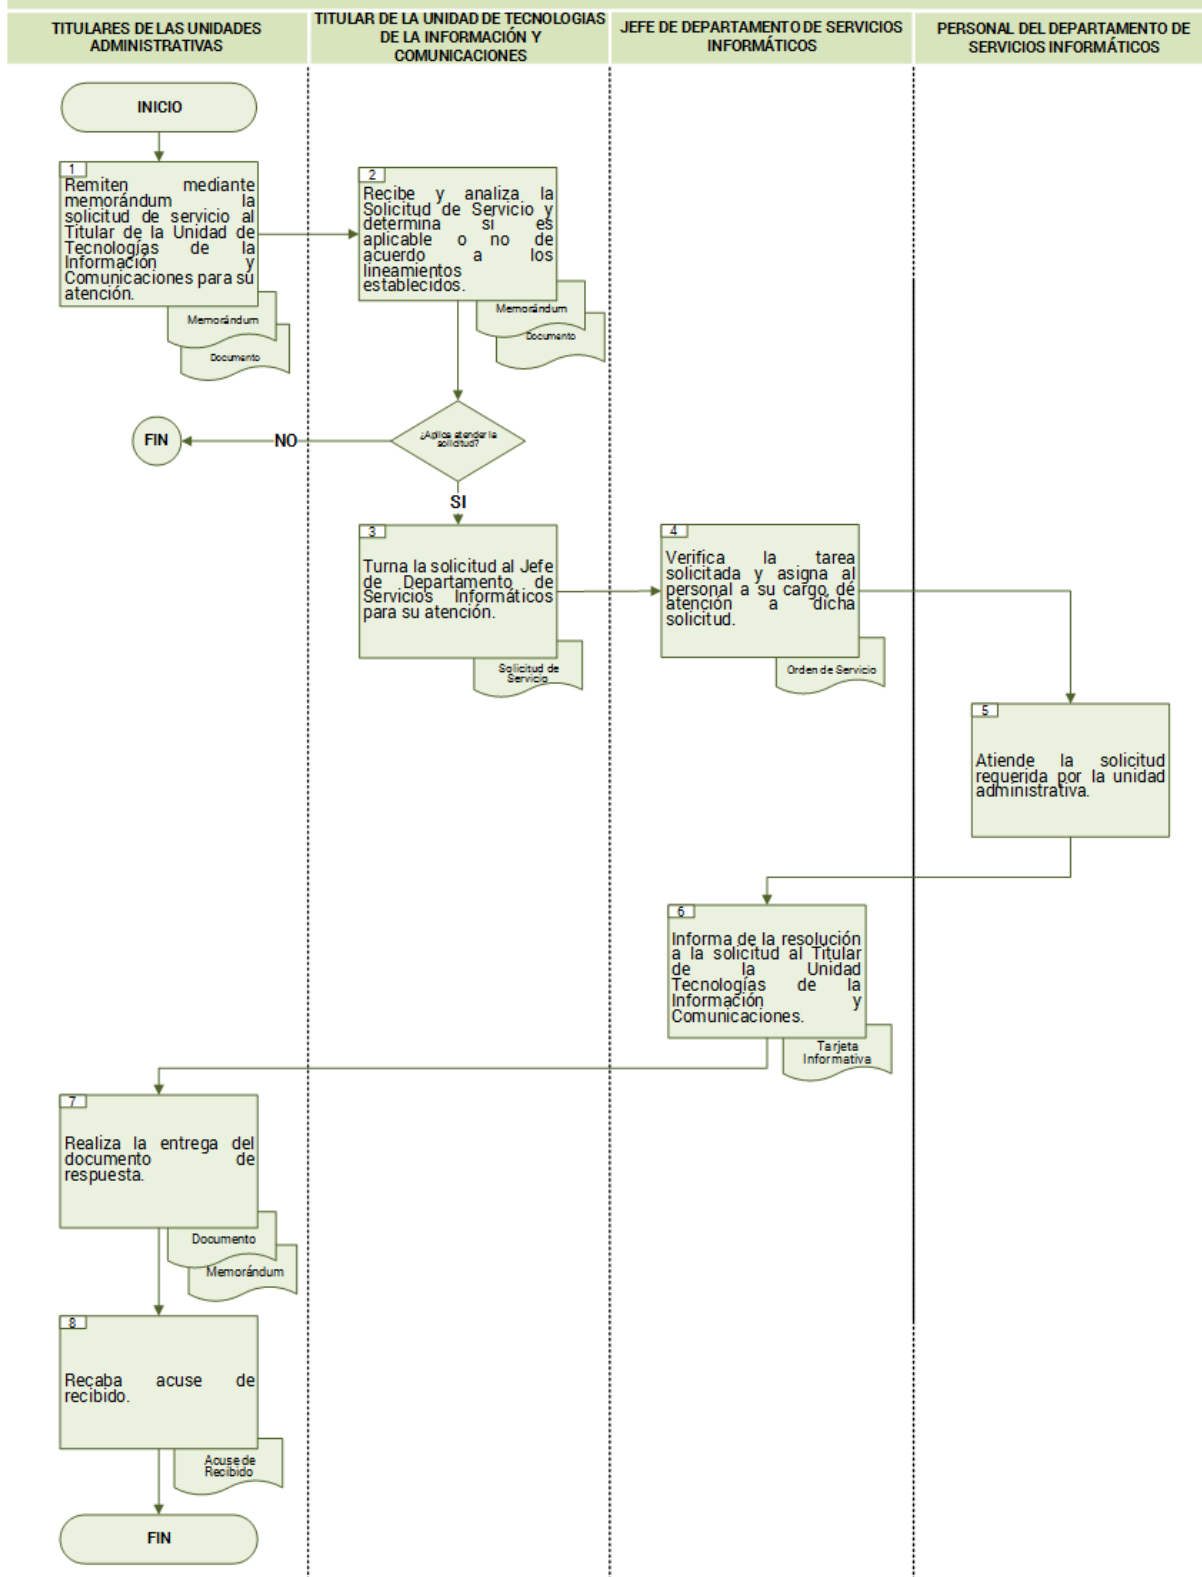 TITULARES DE LAS UNIDADES
ADMINISTRATIVAS
TITULAR DE LA UNIDAD DE TECNOLOGIAS
DE LA INFORMACIÓN Y
COMUNICACIONES
JEFE DE DEPARTAMENTO DE SERVICIOS
INFORMÁTICOS
PERSONAL DEL DEPARTAMENTO DE
SERVICIOS INFORMÁTICOS
INICIO
1
Remiten mediante
memorándum la
solicitud de servicio al
Titular de la Unidad de
Tecnologías de la
Información y
Comunicaciones para su
atención.
Memorándum
Documento
2
Recibe y analiza la
Solicitud de Servicio y
determina si es
aplicable o no de
acuerdo a los
lineamientos
establecidos.
Memorándum
Documento
¿Aplica atender la
solicitud?
NO
FIN
SI
3
Turna la solicitud al Jefe
de Departamento de
Servicios Informáticos
para su atención.
Solicitud de
Servicio
4
Verifica la tarea
solicitada y asigna al
personal a su cargo, dé
atención a dicha
solicitud.
Orden de Servicio
5
Atiende la solicitud
requerida por la unidad
administrativa.
6
Informa de la resolución
a la solicitud al Titular
de la Unidad
Tecnologías de la
Información y
Comunicaciones.
Tarjeta
Informativa
7
Realiza la entrega del
documento de
respuesta.
Documento
Memorándum
8
Recaba acuse de
recibido.
Acuse de
Recibido
FIN